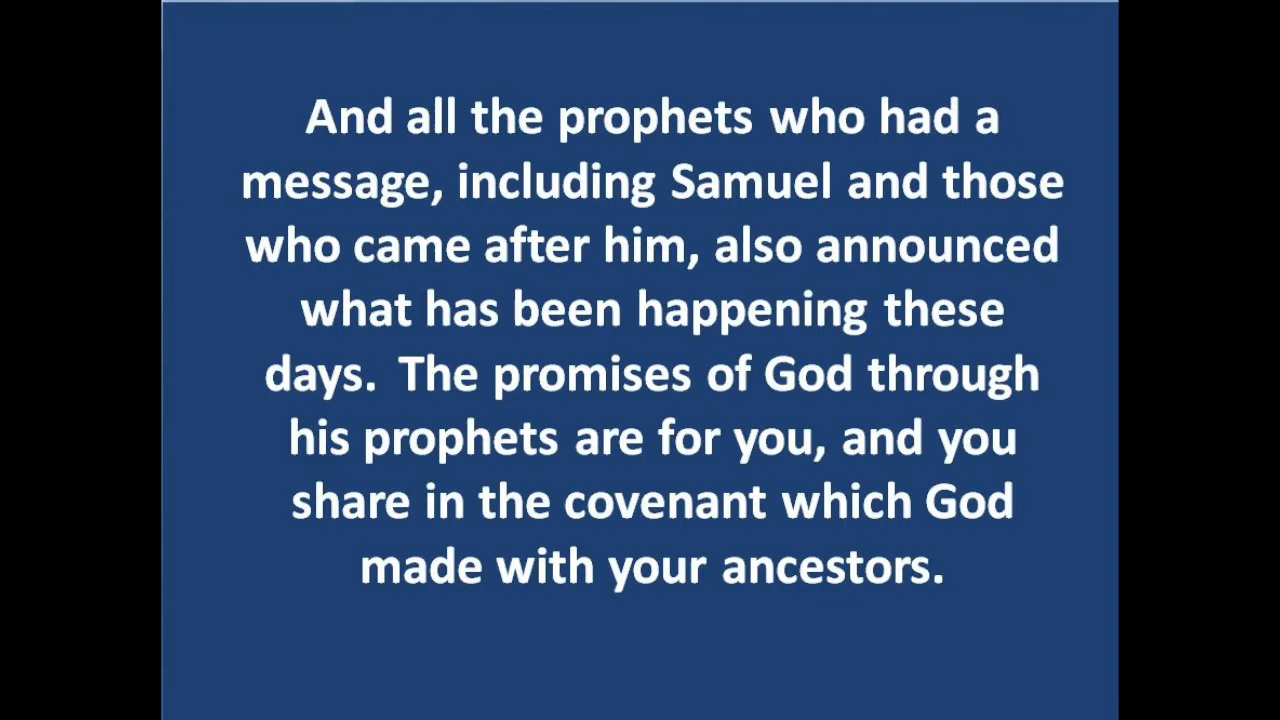 And all the prophets who had a
message, including Samuel and those
who came after him, also announced
what has been happening these
days.  The promises of God through
his prophets are for you, and you
share in the covenant which God
made with your ancestors.